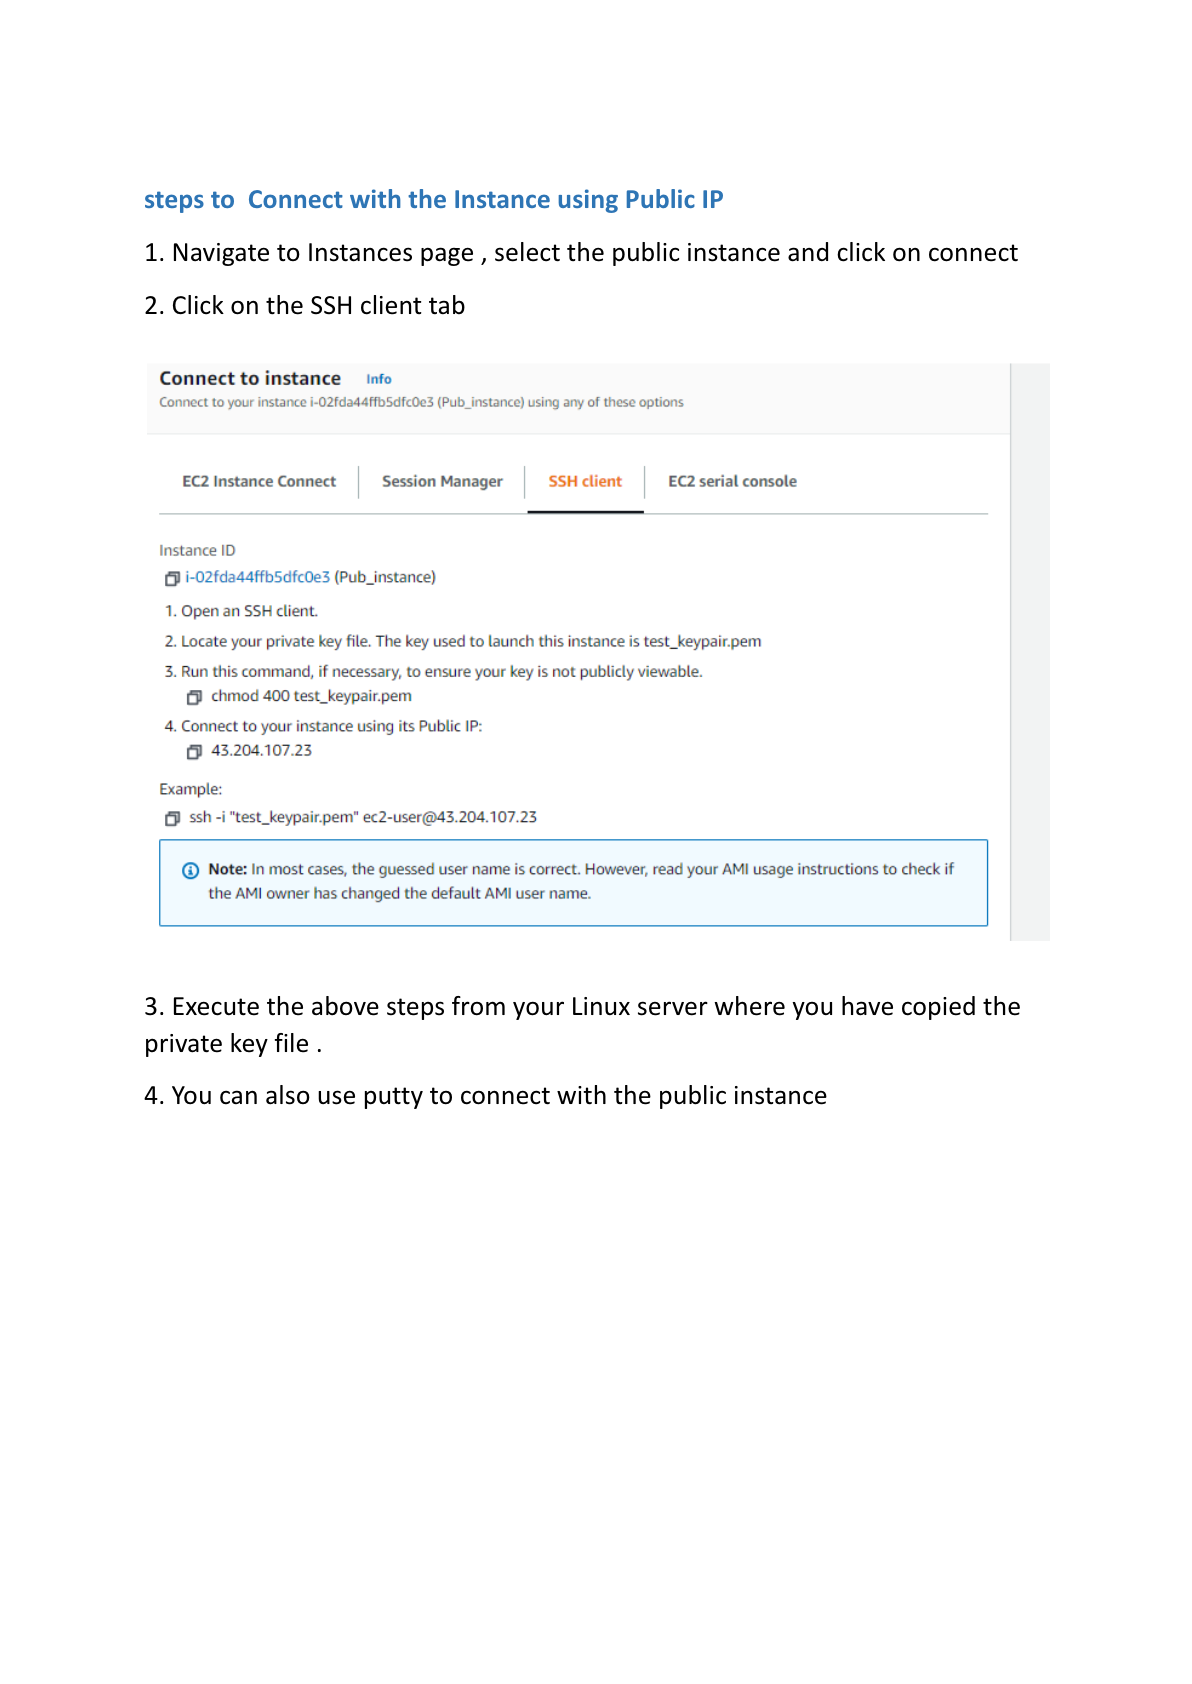 steps to  Connect with the Instance using Public IP
1. Navigate to Instances page , select the public instance and click on connect
2. Click on the SSH client tab
Connect to instance Info
Connect to your instance i-02fda44ffb5dfc0e3 (Pub_instance) using any of these options
EC2 Instance Connect Session Manager SSH client EC2 serial console
Instance ID
i-02fda44ffb5dfc0e3 (Pub_instance)
1. Open an SSH client.
2. Locate your private key file. The key used to launch this instance is test_keypair.pem
3. Run this command, if necessary, to ensure your key is not publicly viewable.
chmod 400 test_keypair.pem
4. Connect to your instance using its Public IP:
43.204.107.23
Example:
ssh -i "test_keypair.pem" ec2-user@43.204.107.23
Note: In most cases, the guessed user name is correct. However, read your AMI usage instructions to check if
the AMI owner has changed the default AMI user name.
3. Execute the above steps from your Linux server where you have copied the
private key file .
4. You can also use putty to connect with the public instance